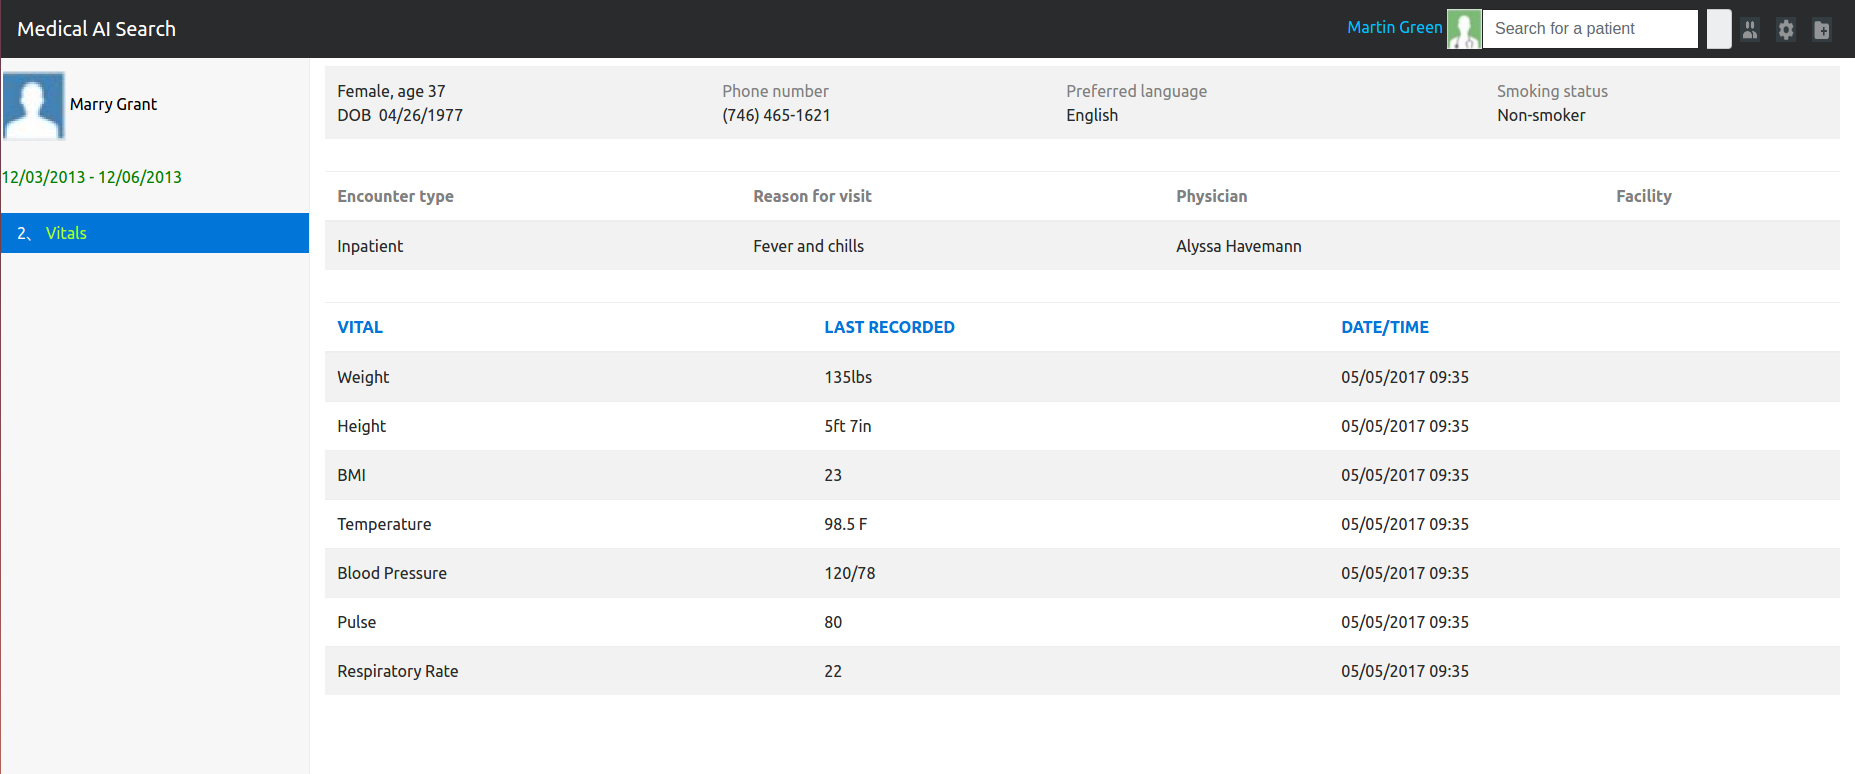 Medical AI Search
Martin Green
Search for a patient
Marry Grant
12/03/2013 - 12/06/2013
2、 Vitals
Female, age 37 Phone number Preferred language Smoking status
DOB 04/26/1977 (746) 465-1621 English Non-smoker
Encounter type Reason for visit Physician Facility
Inpatient Fever and chills Alyssa Havemann
VITAL LAST RECORDED DATE/TIME
Weight 135lbs 05/05/2017 09:35
Height 5ft 7in 05/05/2017 09:35
BMI 23 05/05/2017 09:35
Temperature 98.5 F 05/05/2017 09:35
Blood Pressure 120/78 05/05/2017 09:35
Pulse 80 05/05/2017 09:35
Respiratory Rate 22 05/05/2017 09:35